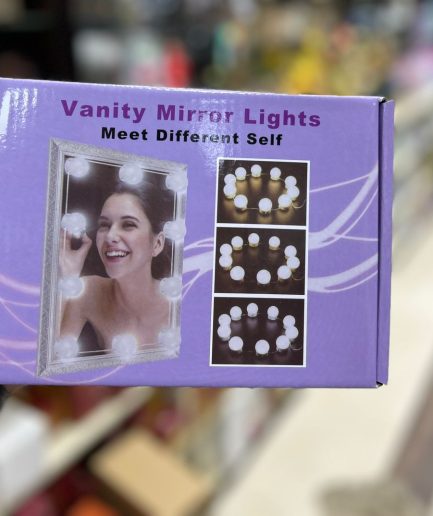 Vanity Mirror Lights
Meet Different Self